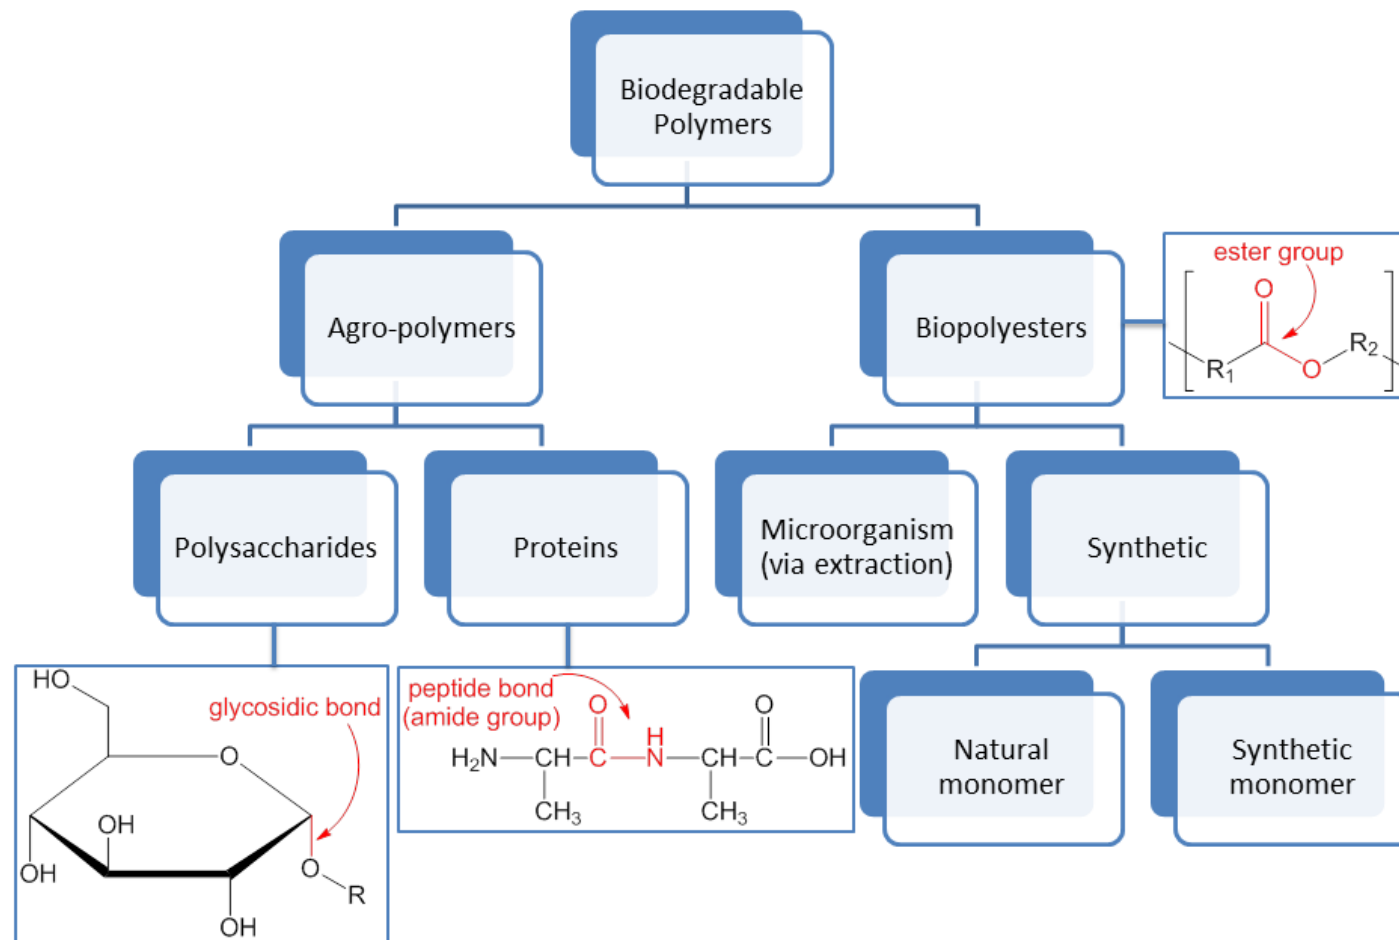 Biodegradable
Polymers
Agro-polymers
Biopolyesters
ester group
O
R1
O
R2
Polysaccharides
Proteins
Microorganism
(via extraction)
Synthetic
HO
glycosidic bond
O
OH
OH
O
R
OH
peptide bond
(amide group)
O
H
O
H₂N
CH
C
N
CH
C
OH
CH₃
CH₃
Natural
monomer
Synthetic
monomer